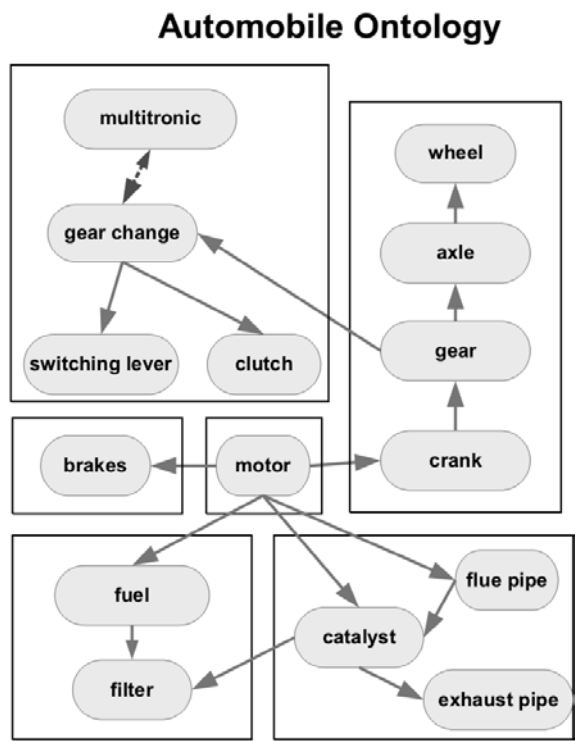 Automobile Ontology
multitronic
wheel
gear change
axle
switching lever
clutch
gear
brakes
motor
crank
fuel
flue pipe
catalyst
filter
exhaust pipe